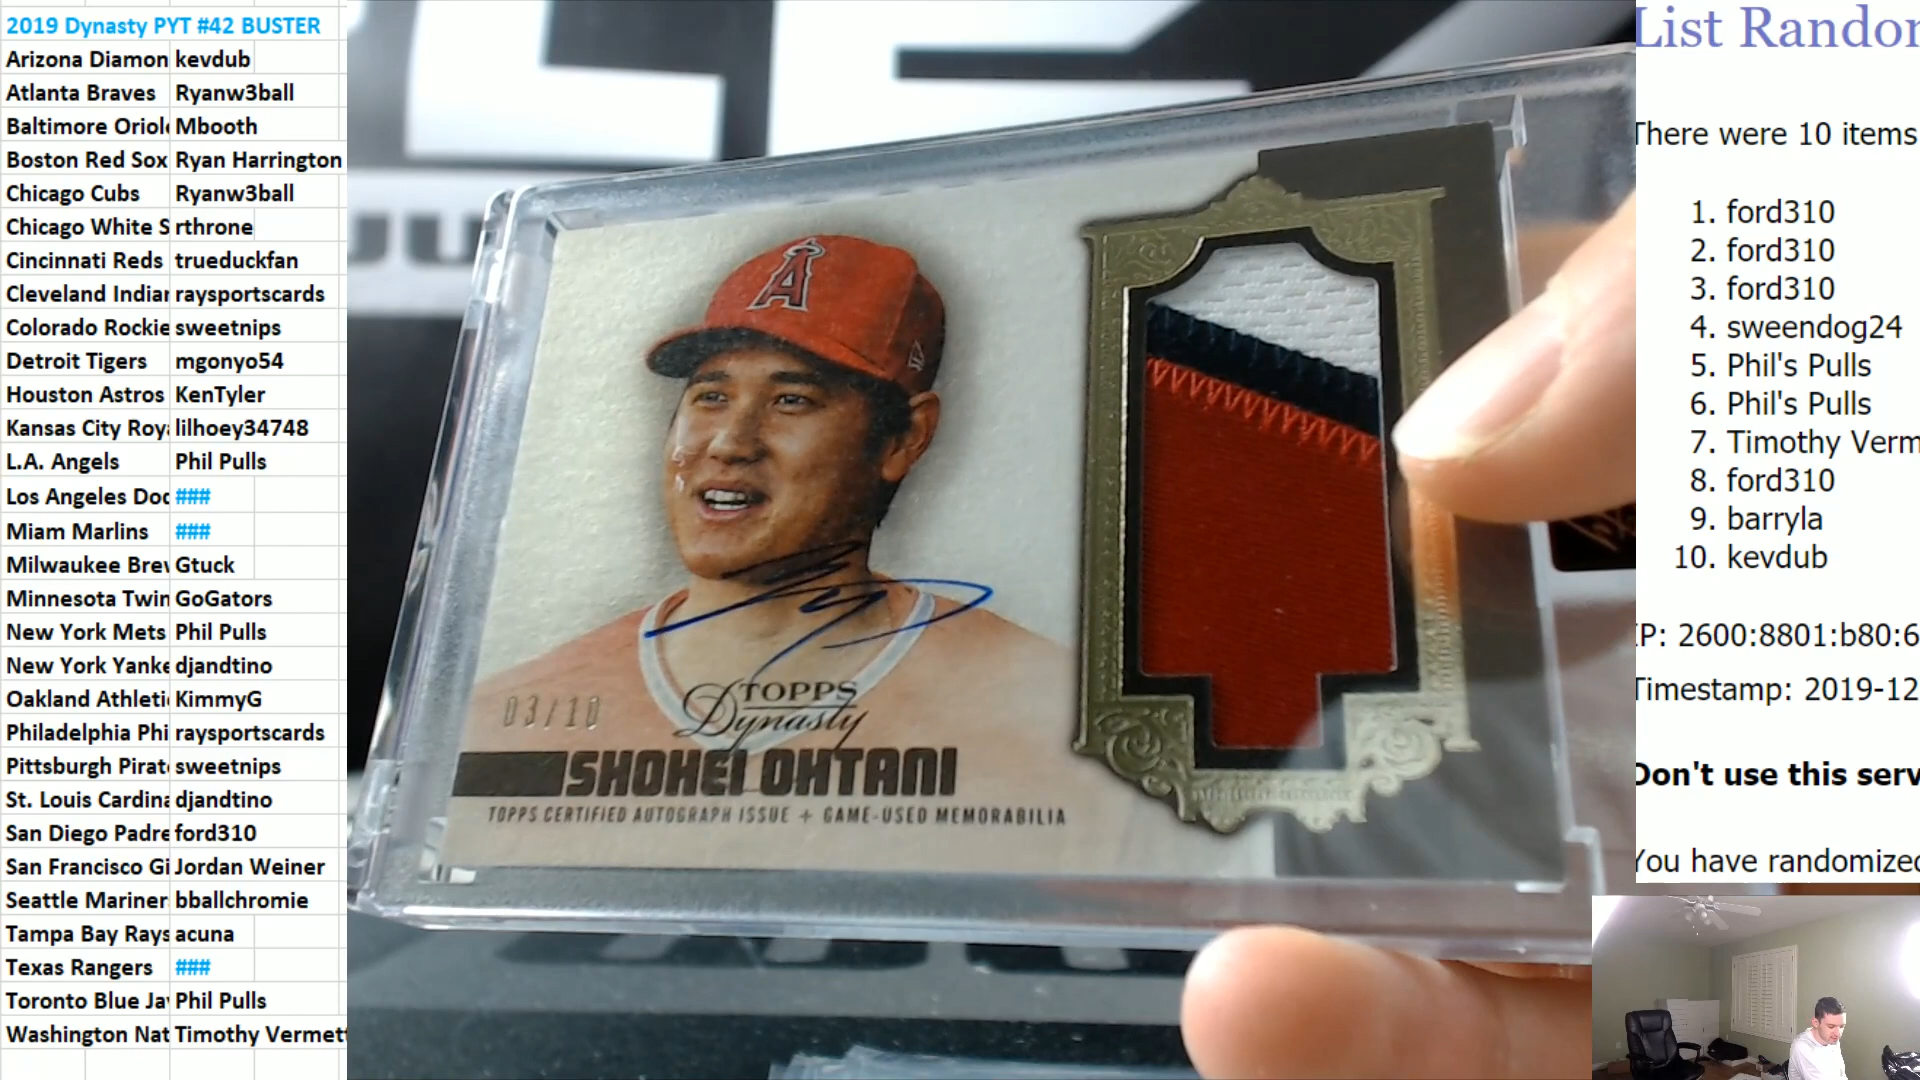 2019 Dynasty PYT #42 BUSTER
Arizona Diamon kevdub
Atlanta Braves Ryanw3ball
Baltimore Oriol Mbooth
Boston Red Sox Ryan Harrington
Chicago Cubs Ryanw3ball
Chicago White S rthrone
Cincinnati Reds trueduckfan
Cleveland Indian raysportscards
Colorado Rockie sweetnips
Detroit Tigers mgonyo54
Houston Astros KenTyler
Kansas City Roy lilhoey34748
L.A. Angels Phil Pulls
Los Angeles Doc ###
Miam Marlins ###
Milwaukee Brew Gtuck
Minnesota Twin GoGators
New York Mets Phil Pulls
New York Yanke djandtino
Oakland Athleti KimmyG
Philadelphia Phi raysportscards
Pittsburgh Pirat sweetnips
St. Louis Cardina djandtino
San Diego Padre ford310
San Francisco Gi Jordan Weiner
Seattle Mariner bballchromie
Tampa Bay Rays acuna
Texas Rangers ###
Toronto Blue Ja Phil Pulls
Washington Nat Timothy Vermett
A
03/10
TOPPS
Dynasty
SHOHEI OHTANI
TOPPS CERTIFIED AUTOGRAPH ISSUE + GAME-USED MEMORABILIA
List Randor
There were 10 items
1. ford310
2. ford310
3. ford310
4. sweendog24
5. Phil's Pulls
6. Phil's Pulls
7. Timothy Verm
8. ford310
9. barryla
10. kevdub
IP: 2600:8801:b80:6
Timestamp: 2019-12
Don't use this serv
You have randomized